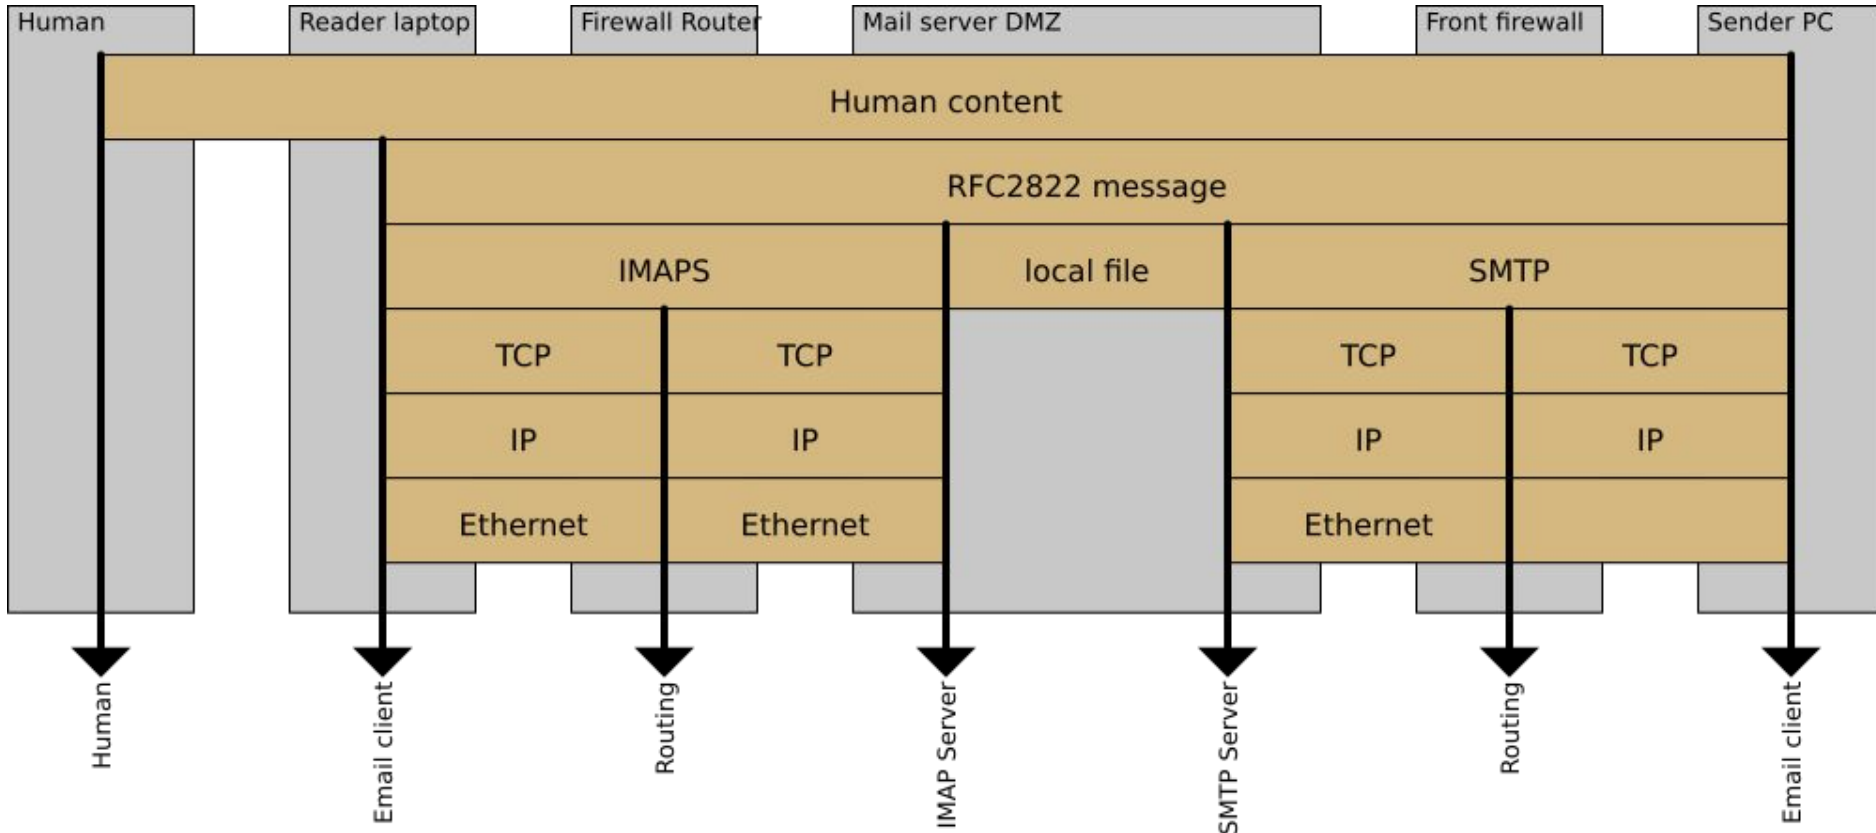 Human
Reader laptop
Firewall Router
Mail server DMZ
Front firewall
Sender PC
Human content
RFC2822 message
IMAPS
local file
SMTP
TCP
TCP
TCP
TCP
IP
IP
IP
IP
Ethernet
Ethernet
Ethernet
Human
Email client
Routing
IMAP Server
SMTP Server
Routing
Email client